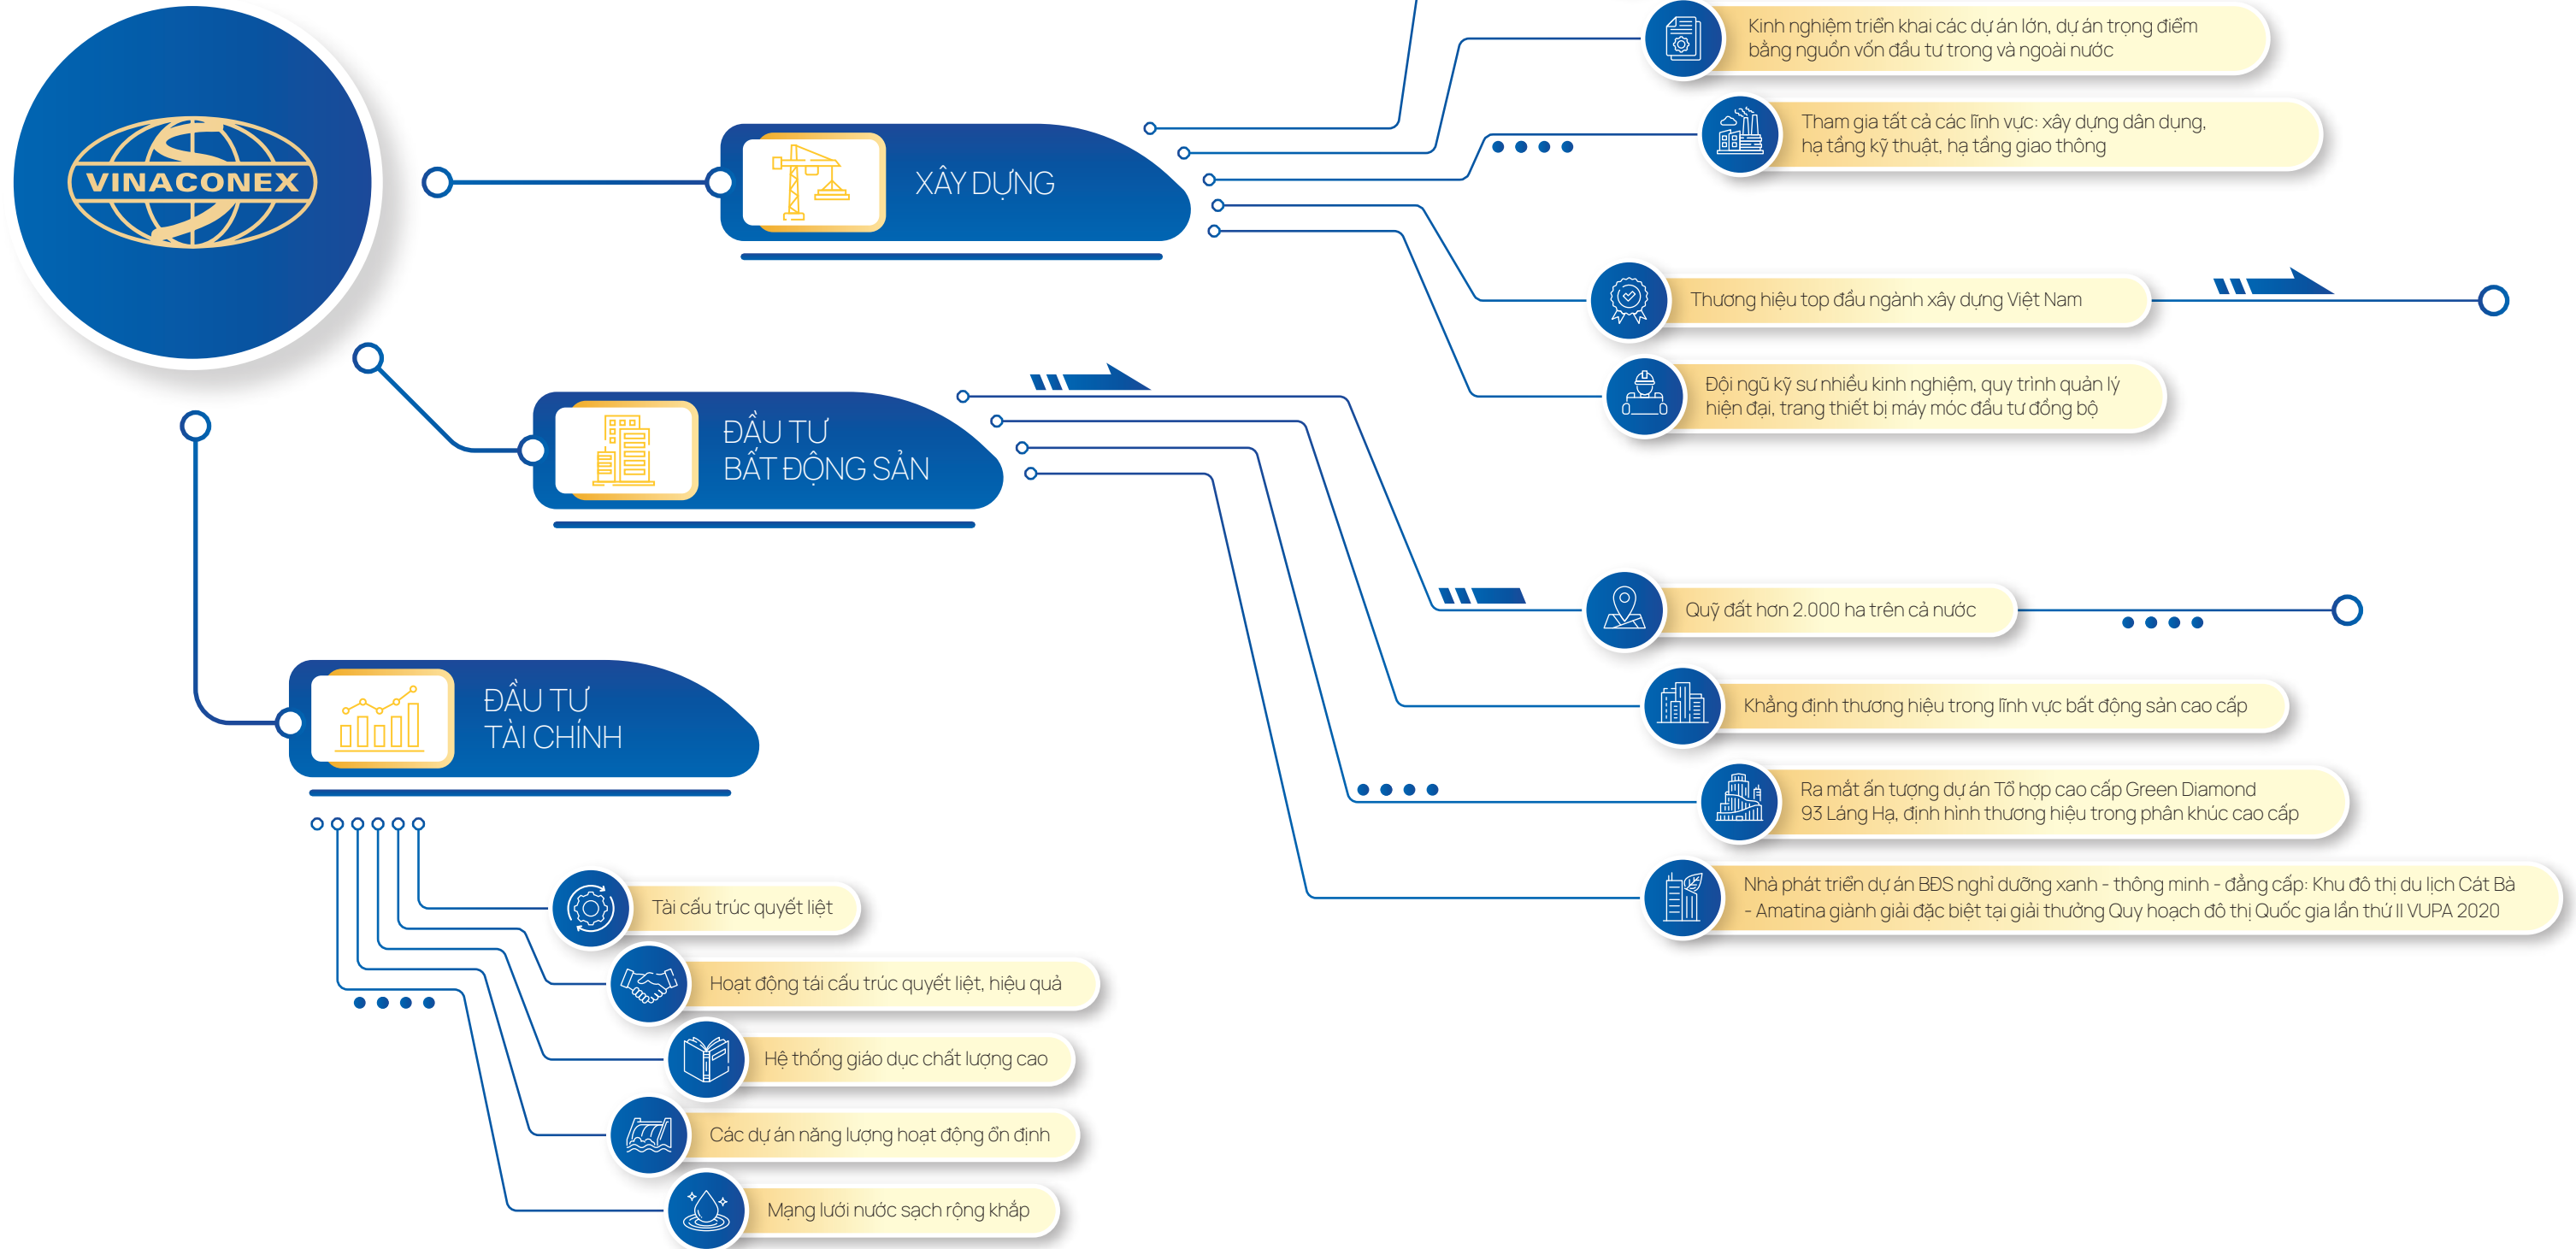 VINACONEX
XÂY DỰNG
Kinh nghiệm triển khai các dự án lớn, dự án trọng điểm
bằng nguồn vốn đầu tư trong và ngoài nước
Tham gia tất cả các lĩnh vực: xây dựng dân dụng,
hạ tầng kỹ thuật, hạ tầng giao thông
Thương hiệu top đầu ngành xây dựng Việt Nam
Đội ngũ kỹ sư nhiều kinh nghiệm, quy trình quản lý
hiện đại, trang thiết bị máy móc đầu tư đồng bộ
ĐẦU TƯ
BẤT ĐỘNG SẢN
Quỹ đất hơn 2.000 ha trên cả nước
Khẳng định thương hiệu trong lĩnh vực bất động sản cao cấp
Ra mắt ấn tượng dự án Tổ hợp cao cấp Green Diamond
93 Láng Hạ, định hình thương hiệu trong phân khúc cao cấp
Nhà phát triển dự án BĐS nghỉ dưỡng xanh - thông minh - đẳng cấp: Khu đô thị du lịch Cát Bà
- Amatina giành giải đặc biệt tại giải thưởng Quy hoạch đô thị Quốc gia lần thứ II VUPA 2020
ĐẦU TƯ
TÀI CHÍNH
Tài cấu trúc quyết liệt
Hoạt động tái cấu trúc quyết liệt, hiệu quả
Hệ thống giáo dục chất lượng cao
Các dự án năng lượng hoạt động ổn định
Mạng lưới nước sạch rộng khắp